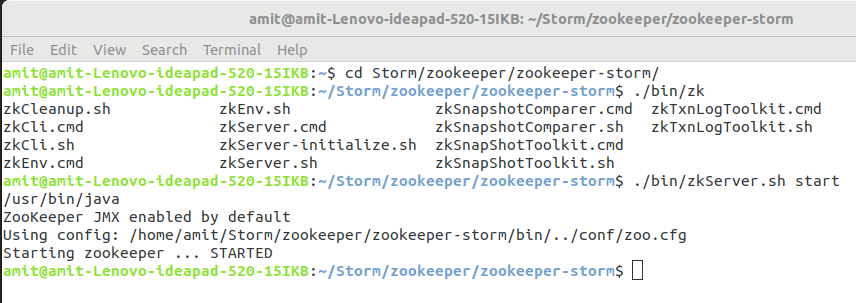 amit@amit-Lenovo-ideapad-520-15IKB: ~/Storm/zookeeper/zookeeper-storm
File Edit View Search Terminal Help
amit@amit-Lenovo-ideapad-520-15IKB:~$ cd Storm/zookeeper/zookeeper-storm/
amit@amit-Lenovo-ideapad-520-15IKB:~/Storm/zookeeper/zookeeper-storm$ ./bin/zk
zkCleanup.sh zkEnv.sh zkSnapshotComparer.cmd zkTxnLogToolkit.cmd
zkCli.cmd zkServer.cmd zkSnapshotComparer.sh zkTxnLogToolkit.sh
zkCli.sh zkServer-initialize.sh zkSnapShotToolkit.cmd
zkEnv.cmd zkServer.sh zkSnapShotToolkit.sh
amit@amit-Lenovo-ideapad-520-15IKB:~/Storm/zookeeper/zookeeper-storm$ ./bin/zkServer.sh start
/usr/bin/java
ZooKeeper JMX enabled by default
Using config: /home/amit/Storm/zookeeper/zookeeper-storm/bin/../conf/zoo.cfg
Starting zookeeper ... STARTED
amit@amit-Lenovo-ideapad-520-15IKB:~/Storm/zookeeper/zookeeper-storm$